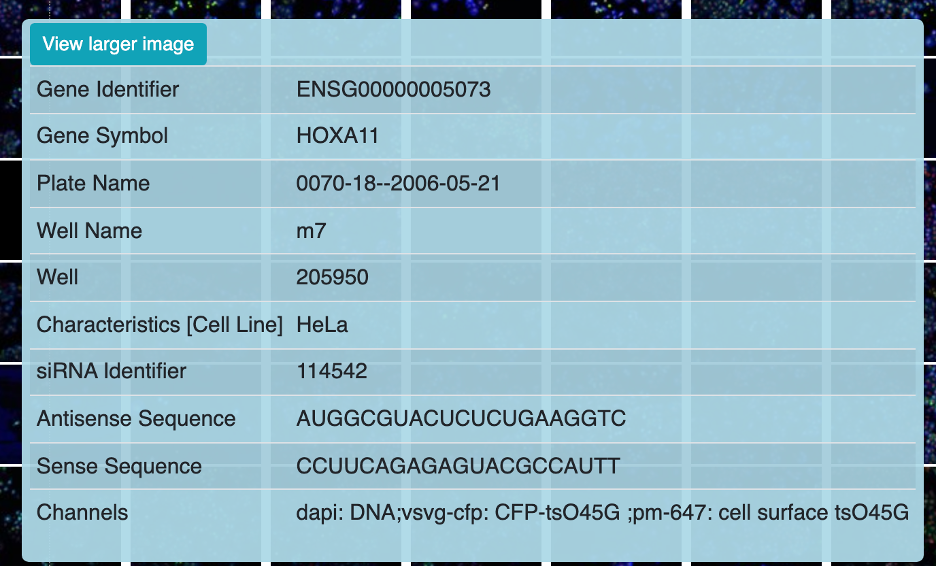 View larger image
Gene Identifier ENSG00000005073
Gene Symbol HOXA11
Plate Name 0070-18--2006-05-21
Well Name m7
Well 205950
Characteristics [Cell Line] HeLa
siRNA Identifier 114542
Antisense Sequence AUGGCGUACUCUCUGAAGGTC
Sense Sequence CCUUCAGAGAGUACGCCAUTT
Channels dapi: DNA;vsvg-cfp: CFP-tsO45G ;pm-647: cell surface tsO45G